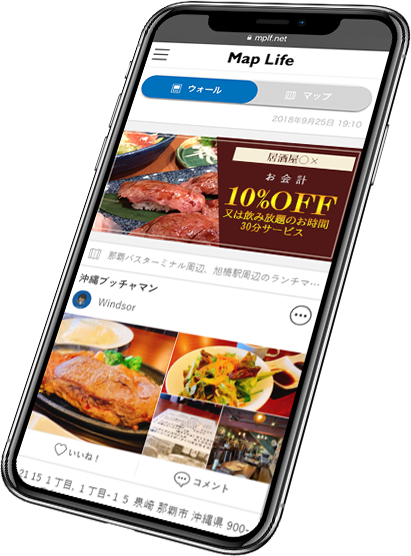 mplf.net
Map Life
ウォール
マップ
2018年9月25日 19:10
居酒屋○×
お会計
10%OFF
又は飲み放題のお時間
30分サービス
那覇バスターミナル周辺、旭橋駅周辺のランチマ…
沖縄ブッチャマン
Windsor
いいね！
コメント
21 15 1丁目, 1丁目-15 泉崎 那覇市 沖縄県 900-